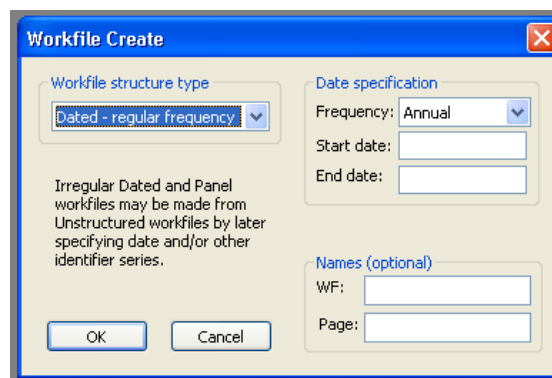 Workfile Create
Workfile structure type
Dated - regular frequency
Irregular Dated and Panel
workfiles may be made from
Unstructured workfiles by later
specifying date and/or other
identifier series.
OK Cancel
Date specification
Frequency: Annual
Start date:
End date:
Names (optional)
WF:
Page: